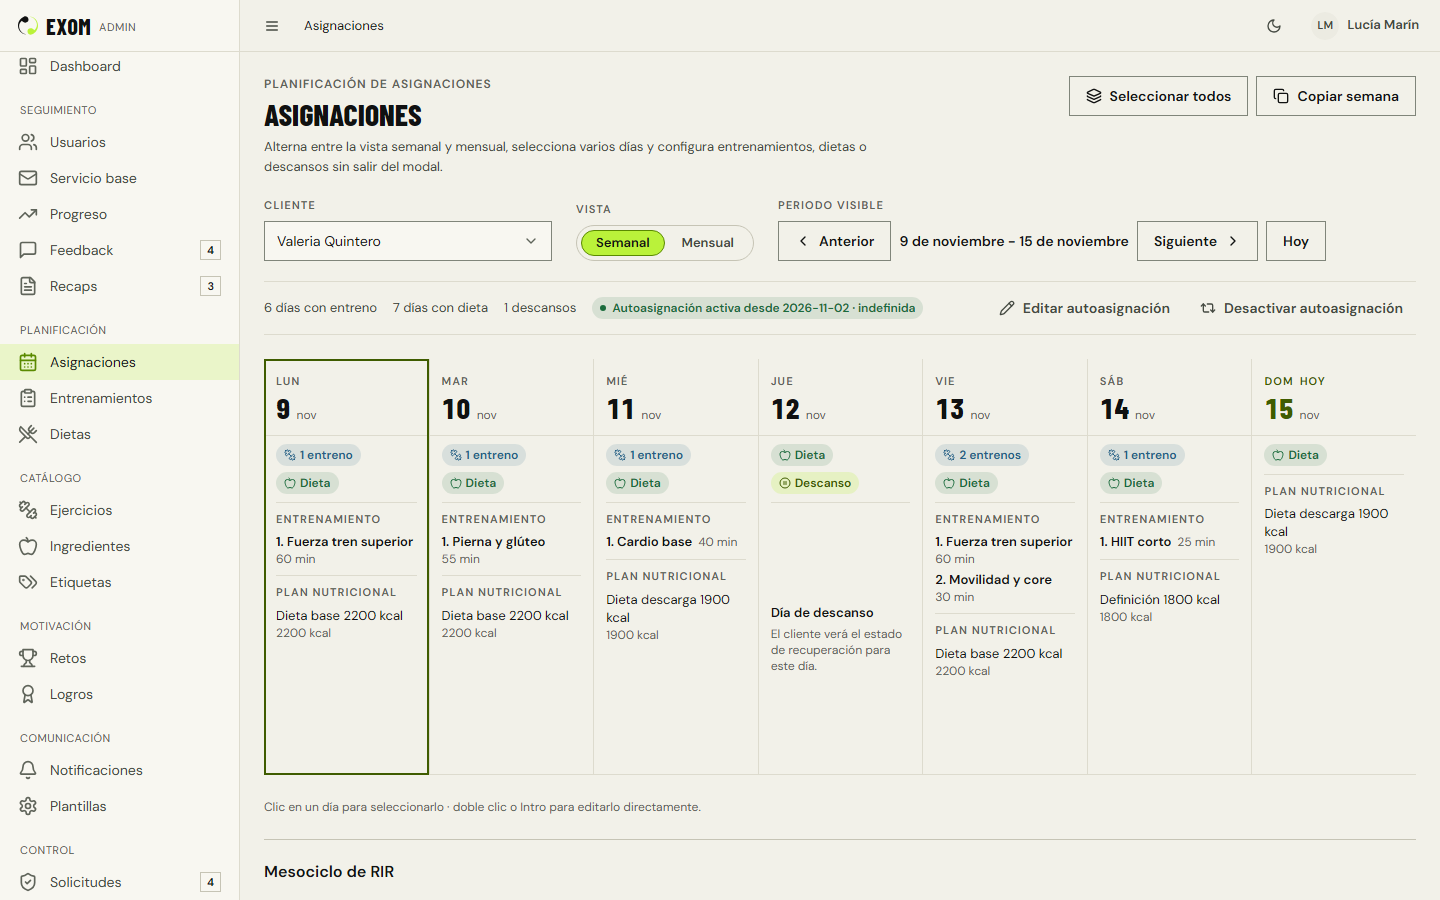 EXOM ADMIN
Dashboard
SEGUIMIENTO
Usuarios
Servicio base
Progreso
Feedback 4
Recaps 3
PLANIFICACIÓN
Asignaciones
Entrenamientos
Dietas
CATÁLOGO
Ejercicios
Ingredientes
Etiquetas
MOTIVACIÓN
Retos
Logros
COMUNICACIÓN
Notificaciones
Plantillas
CONTROL
Solicitudes 4
Asignaciones
LM Lucía Marín
PLANIFICACIÓN DE ASIGNACIONES
ASIGNACIONES
Alterna entre la vista semanal y mensual, selecciona varios días y configura entrenamientos, dietas o
descansos sin salir del modal.
Seleccionar todos
Copiar semana
CLIENTE
Valeria Quintero
VISTA
Semanal Mensual
PERIODO VISIBLE
Anterior 9 de noviembre - 15 de noviembre Siguiente Hoy
6 días con entreno 7 días con dieta 1 descansos Autoasignación activa desde 2026-11-02 · indefinida Editar autoasignación Desactivar autoasignación
LUN
9 nov
1 entreno
Dieta
ENTRENAMIENTO
1. Fuerza tren superior
60 min
PLAN NUTRICIONAL
Dieta base 2200 kcal
2200 kcal
MAR
10 nov
1 entreno
Dieta
ENTRENAMIENTO
1. Pierna y glúteo
55 min
PLAN NUTRICIONAL
Dieta base 2200 kcal
2200 kcal
MIÉ
11 nov
1 entreno
Dieta
ENTRENAMIENTO
1. Cardio base 40 min
PLAN NUTRICIONAL
Dieta descarga 1900
kcal
1900 kcal
JUE
12 nov
Dieta
Descanso
Día de descanso
El cliente verá el estado
de recuperación para
este día.
VIE
13 nov
2 entrenos
Dieta
ENTRENAMIENTO
1. Fuerza tren superior
60 min
2. Movilidad y core
30 min
PLAN NUTRICIONAL
Dieta base 2200 kcal
2200 kcal
SÁB
14 nov
1 entreno
Dieta
ENTRENAMIENTO
1. HIIT corto 25 min
PLAN NUTRICIONAL
Definición 1800 kcal
1800 kcal
DOM HOY
15 nov
Dieta
PLAN NUTRICIONAL
Dieta descarga 1900
kcal
1900 kcal
Clic en un día para seleccionarlo · doble clic o Intro para editarlo directamente.
Mesociclo de RIR